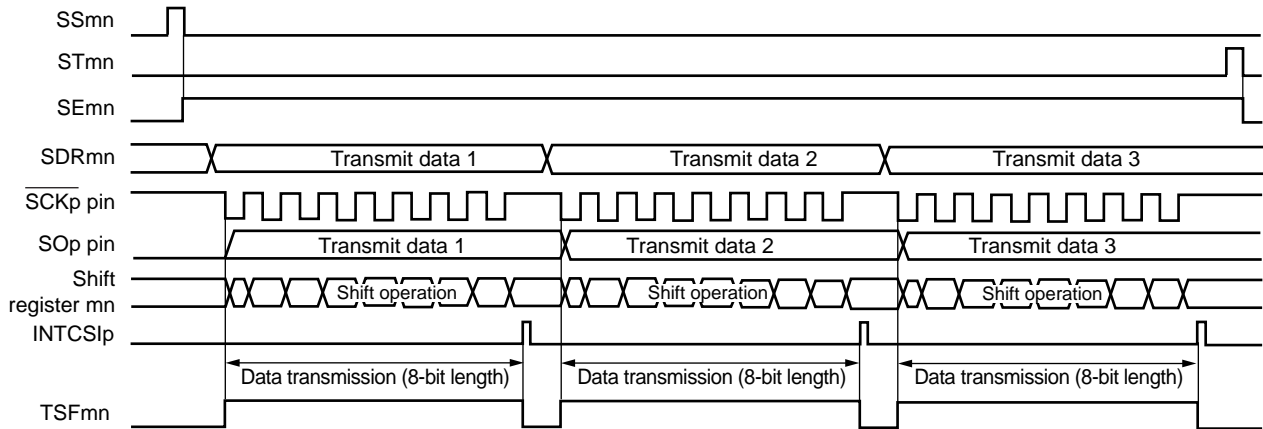 SSmn
STmn
SEmn
SDRmn Transmit data 1 Transmit data 2 Transmit data 3
SCKp pin
SOp pin Transmit data 1 Transmit data 2 Transmit data 3
Shift
register mn Shift operation Shift operation Shift operation
INTCSIp
Data transmission (8-bit length) Data transmission (8-bit length) Data transmission (8-bit length)
TSFmn